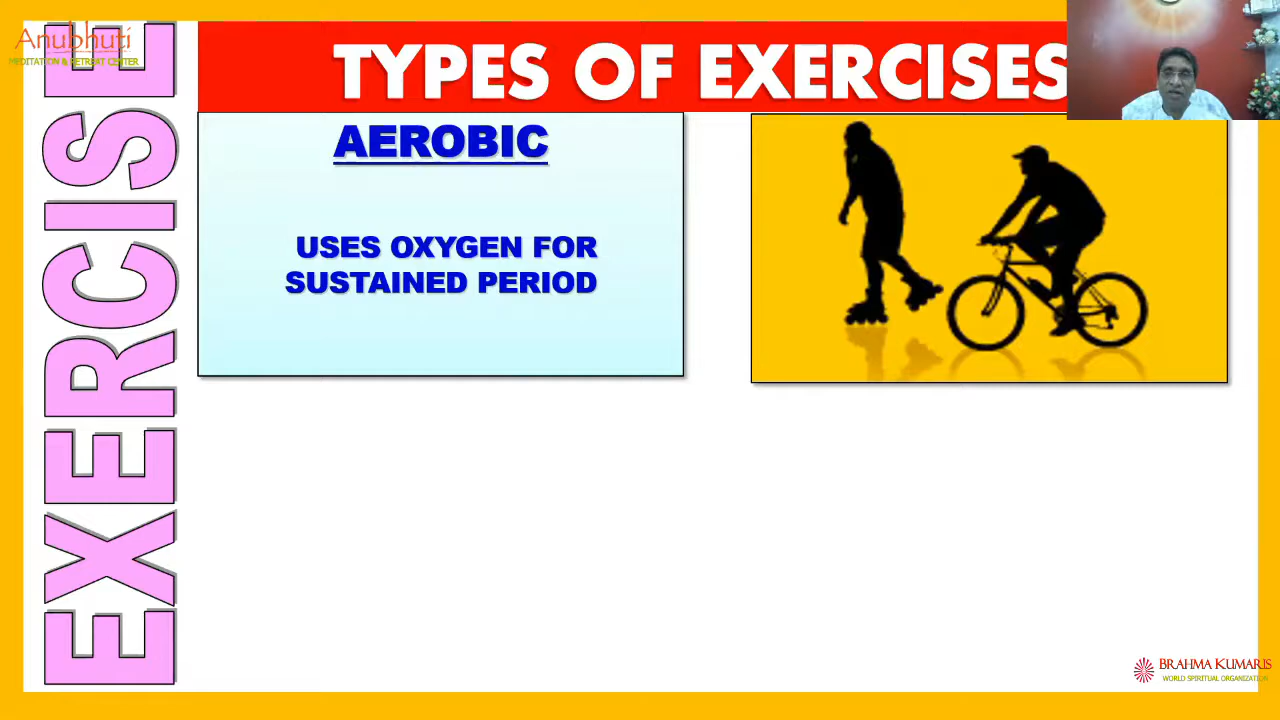 Anubhuti
MEDITATION & RETREAT CENTER
EXERCISE
TYPES OF EXERCISES
AEROBIC
USES OXYGEN FOR
SUSTAINED PERIOD
BRAHMA KUMARIS
WORLD SPIRITUAL ORGANIZATION